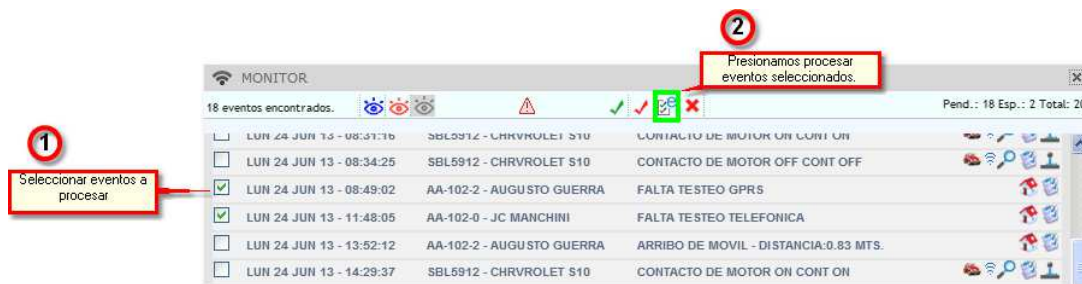 2
Presionamos procesar
eventos seleccionados.
MONITOR
18 eventos encontrados.
Pend.: 18 Esp.: 2 Total: 20
1
Seleccionar eventos a
procesar
LUN 24 JUN 13 - 08:31:16 SBL5912 - CHRVROLET S10 CONTACTO DE MOTOR ON CONT ON
LUN 24 JUN 13 - 08:34:25 SBL5912 - CHRVROLET S10 CONTACTO DE MOTOR OFF CONT OFF
LUN 24 JUN 13 - 08:49:02 AA-102-2 - AUGUSTO GUERRA FALTA TESTEO GPRS
LUN 24 JUN 13 - 11:48:05 AA-102-0 - JC MANCHINI FALTA TESTEO TELEFONICA
LUN 24 JUN 13 - 13:52:12 AA-102-2 - AUGUSTO GUERRA ARRIBO DE MOVIL - DISTANCIA:0.83 MTS.
LUN 24 JUN 13 - 14:29:37 SBL5912 - CHRVROLET S10 CONTACTO DE MOTOR ON CONT ON